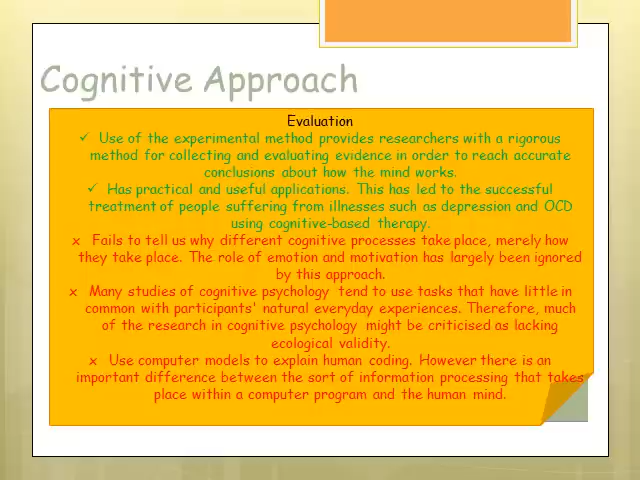 Cognitive Approach
Evaluation
✓ Use of the experimental method provides researchers with a rigorous
method for collecting and evaluating evidence in order to reach accurate
conclusions about how the mind works.
✓ Has practical and useful applications. This has led to the successful
treatment of people suffering from illnesses such as depression and OCD
using cognitive-based therapy.
x Fails to tell us why different cognitive processes take place, merely how
they take place. The role of emotion and motivation has largely been ignored
by this approach.
x Many studies of cognitive psychology tend to use tasks that have little in
common with participants' natural everyday experiences. Therefore, much
of the research in cognitive psychology might be criticised as lacking
ecological validity.
x Use computer models to explain human coding. However there is an
important difference between the sort of information processing that takes
place within a computer program and the human mind.